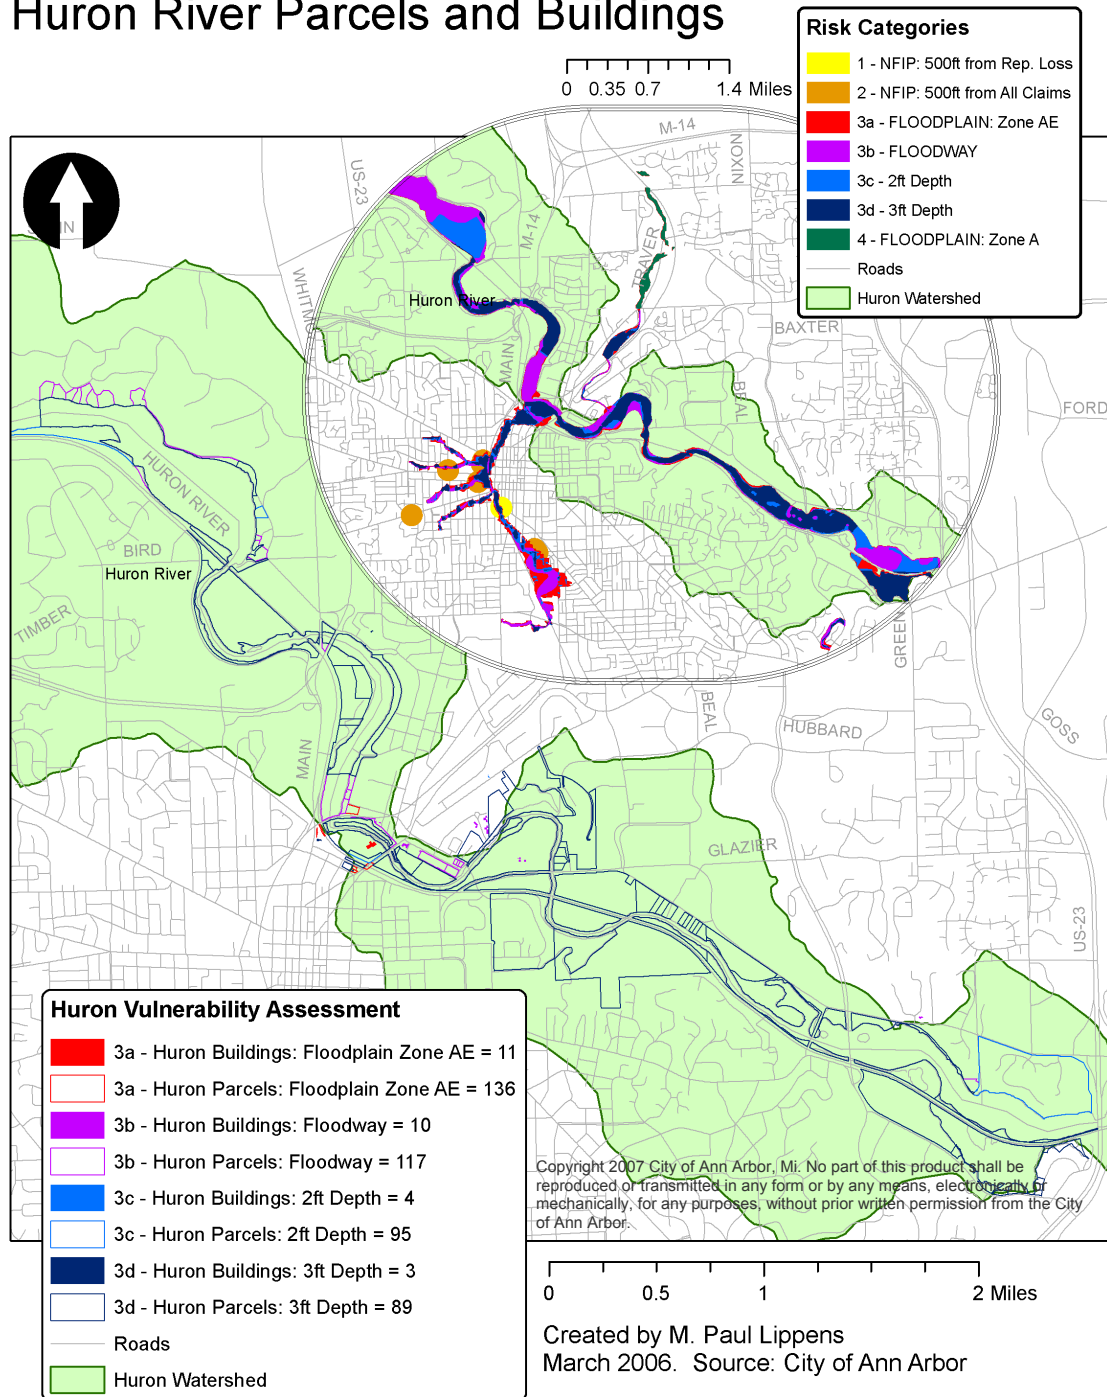 Huron River Parcels and Buildings
0 0.35 0.7 1.4 Miles
Risk Categories
1 - NFIP: 500ft from Rep. Loss
2 - NFIP: 500ft from All Claims
3a - FLOODPLAIN: Zone AE
3b - FLOODWAY
3c - 2ft Depth
3d - 3ft Depth
4 - FLOODPLAIN: Zone A
Roads
Huron Watershed
M-14
NIXON
US-23
M-14
TRAVER
Huron River
BAXTER
MAIN
BEAL
FORD
HURON RIVER
BIRD
Huron River
TIMBER
GREEN
BEAL
HUBBARD
GOSS
MAIN
GLAZIER
US-23
Huron Vulnerability Assessment
3a - Huron Buildings: Floodplain Zone AE = 11
3a - Huron Parcels: Floodplain Zone AE = 136
3b - Huron Buildings: Floodway = 10
3b - Huron Parcels: Floodway = 117
3c - Huron Buildings: 2ft Depth = 4
3c - Huron Parcels: 2ft Depth = 95
3d - Huron Buildings: 3ft Depth = 3
3d - Huron Parcels: 3ft Depth = 89
Roads
Huron Watershed
Copyright 2007 City of Ann Arbor, Mi. No part of this product shall be
reproduced or transmitted in any form or by any means, electronically or
mechanically, for any purposes, without prior written permission from the City
of Ann Arbor.
0 0.5 1 2 Miles
Created by M. Paul Lippens
March 2006. Source: City of Ann Arbor